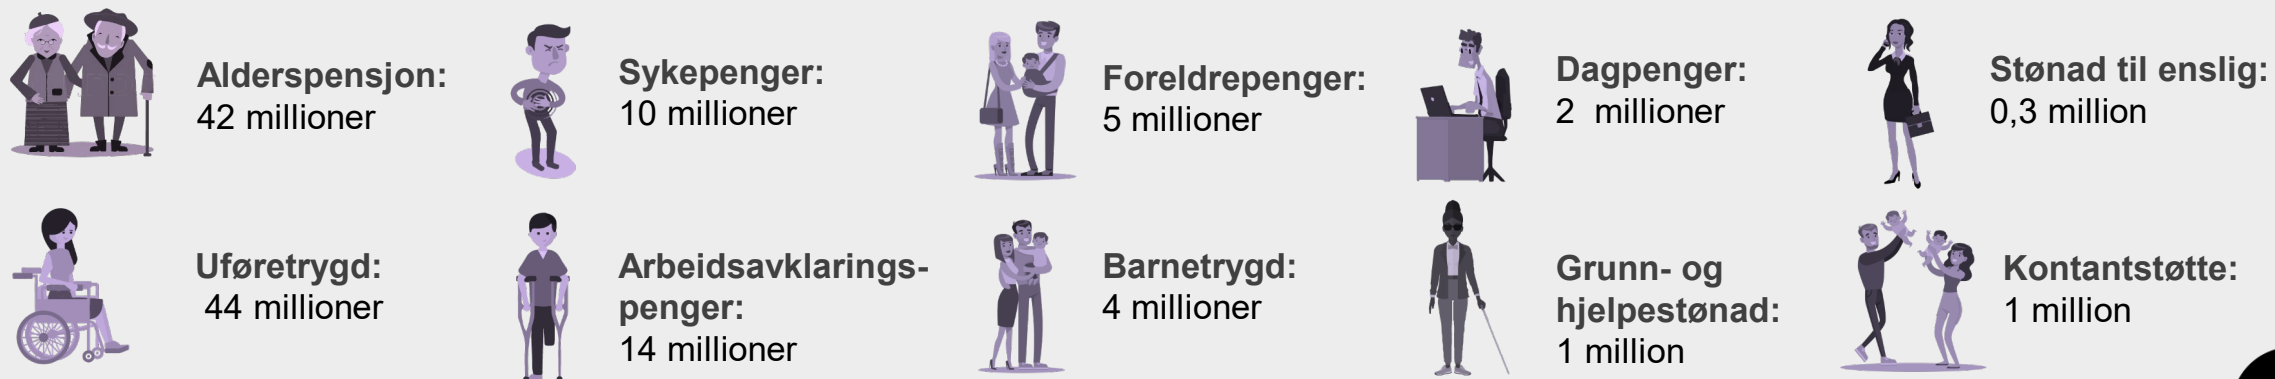 Alderspensjon:
42 millioner
Sykepenger:
10 millioner
Foreldrepenger:
5 millioner
Dagpenger:
2  millioner
Stønad til enslig:
0,3 million
Uføretrygd:
44 millioner
Arbeidsavklarings-
penger:
14 millioner
Barnetrygd:
4 millioner
Grunn- og
hjelpestønad:
1 million
Kontantstøtte:
1 million